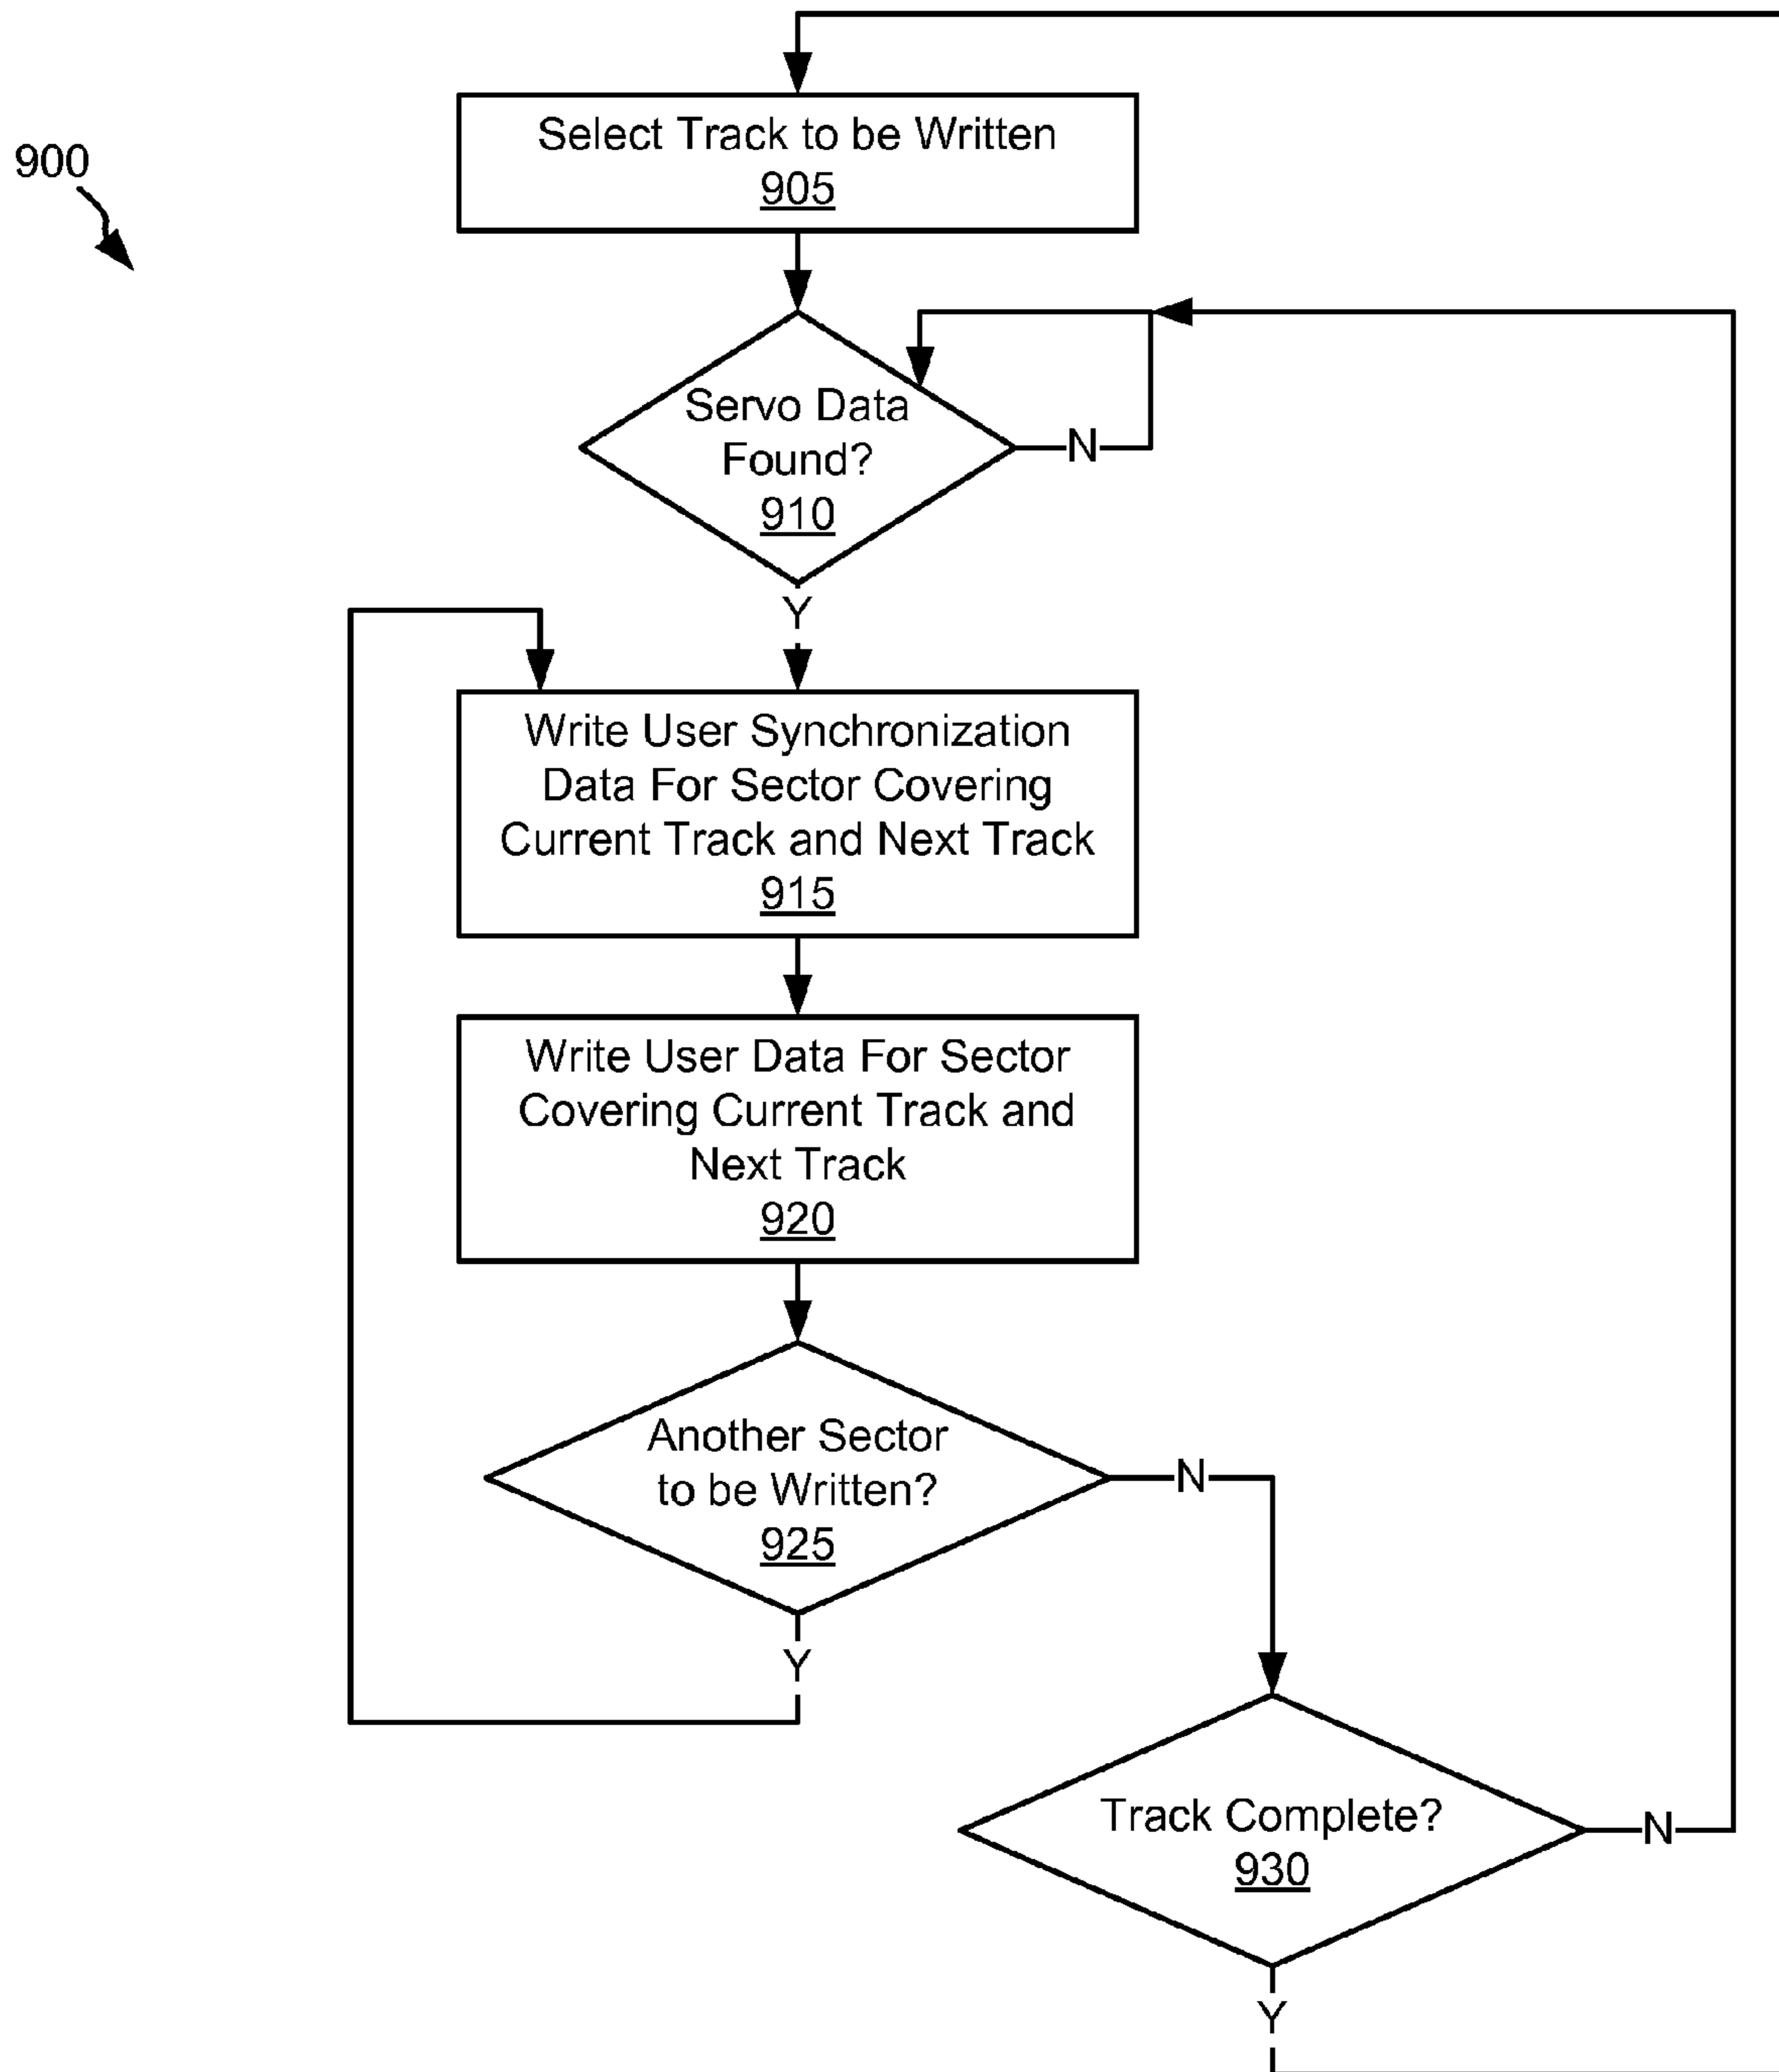 900
Select Track to be Written
905
Servo Data
Found?
910
N
Y
Write User Synchronization
Data For Sector Covering
Current Track and Next Track
915
Write User Data For Sector
Covering Current Track and
Next Track
920
Another Sector
to be Written?
925
N
Y
Track Complete?
930
N
Y